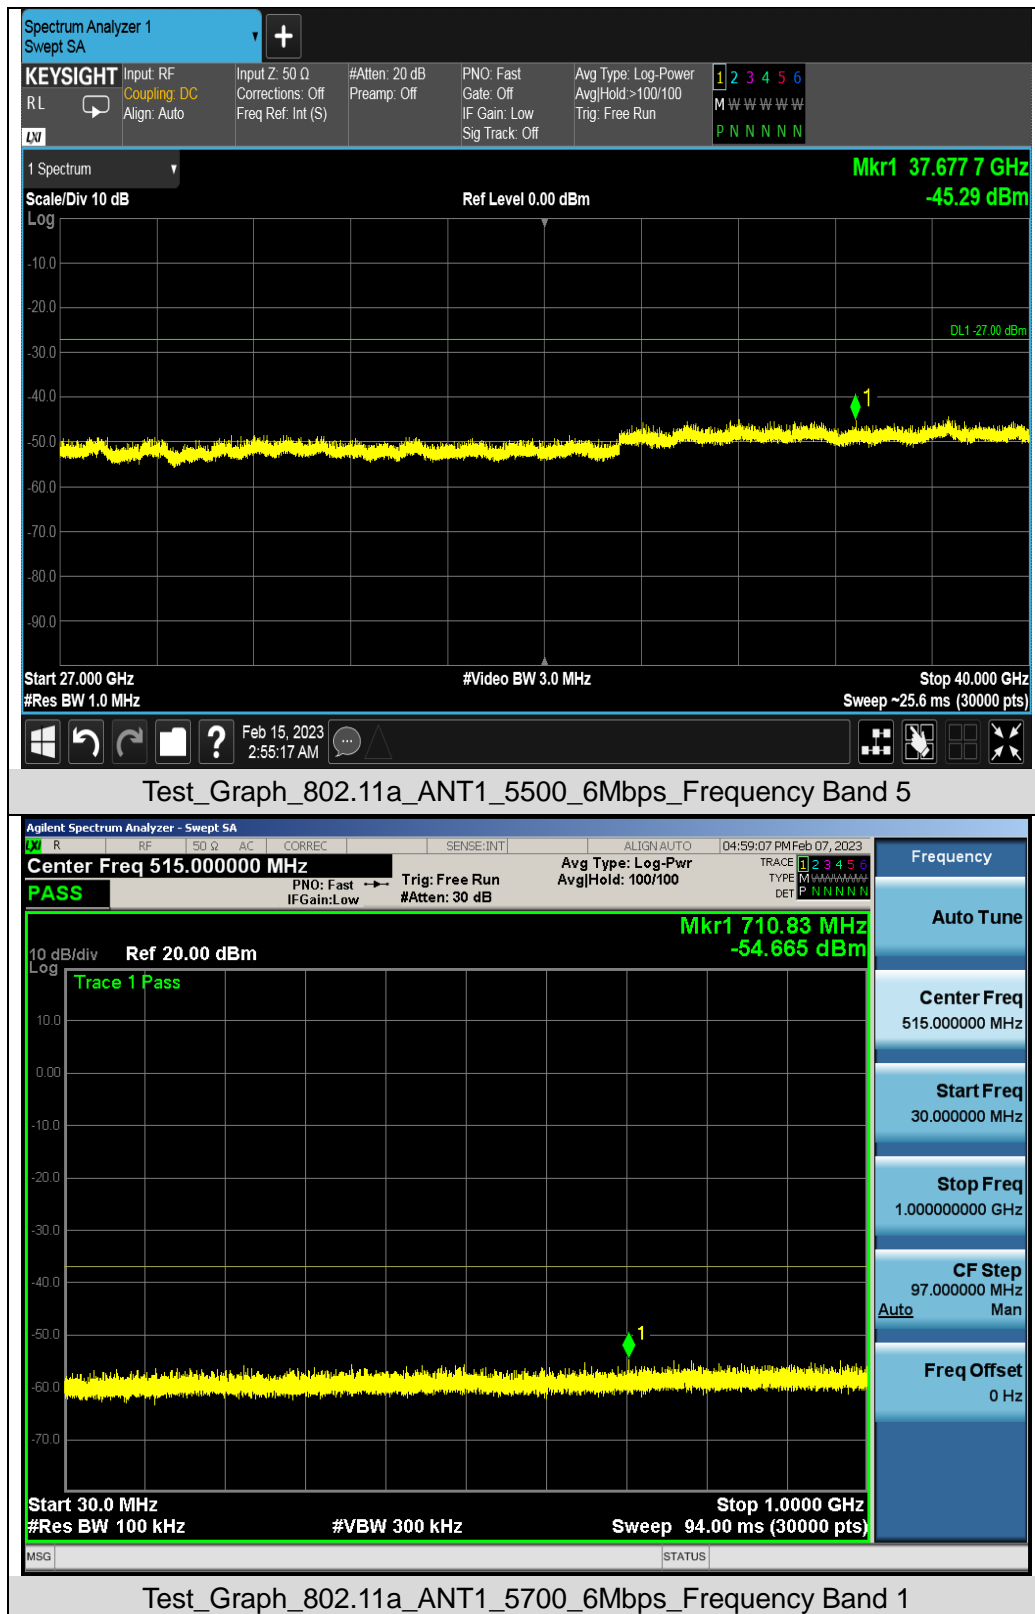 Spectrum Analyzer 1
Swept SA
KEYSIGHT
R L
LXI
Input: RF
Coupling: DC
Align: Auto
Input Z: 50 Ω
Corrections: Off
Freq Ref: Int (S)
#Atten: 20 dB
Preamp: Off
PNO: Fast
Gate: Off
IF Gain: Low
Sig Track: Off
Avg Type: Log-Power
Avg|Hold:>100/100
Trig: Free Run
1 2 3 4 5 6
M W W W W W
P N N N N N
1 Spectrum
Mkr1 37.677 7 GHz
-45.29 dBm
Scale/Div 10 dB
Ref Level 0.00 dBm
Log
-10.0
-20.0
DL1 -27.00 dBm
-30.0
-40.0
1
-50.0
-60.0
-70.0
-80.0
-90.0
Start 27.000 GHz
#Video BW 3.0 MHz
Stop 40.000 GHz
#Res BW 1.0 MHz
Sweep ~25.6 ms (30000 pts)
Feb 15, 2023
2:55:17 AM
Test_Graph_802.11a_ANT1_5500_6Mbps_Frequency Band 5
Agilent Spectrum Analyzer - Swept SA
LXI R RF 50 Ω AC CORREC SENSE:INT ALIGN AUTO 04:59:07 PM Feb 07, 2023
Center Freq 515.000000 MHz
PASS
PNO: Fast
IFGain:Low
Trig: Free Run
#Atten: 30 dB
Avg Type: Log-Pwr
Avg|Hold: 100/100
TRACE 1 2 3 4 5 6
TYPE M W W W W W
DET P N N N N N
Mkr1 710.83 MHz
-54.665 dBm
10 dB/div Ref 20.00 dBm
Log
Trace 1 Pass
10.0
0.00
-10.0
-20.0
-30.0
-40.0
-50.0
1
-60.0
-70.0
Start 30.0 MHz
Stop 1.0000 GHz
#Res BW 100 kHz
#VBW 300 kHz
Sweep 94.00 ms (30000 pts)
MSG
STATUS
Frequency
Auto Tune
Center Freq
515.000000 MHz
Start Freq
30.000000 MHz
Stop Freq
1.000000000 GHz
CF Step
97.000000 MHz
Auto Man
Freq Offset
0 Hz
Test_Graph_802.11a_ANT1_5700_6Mbps_Frequency Band 1